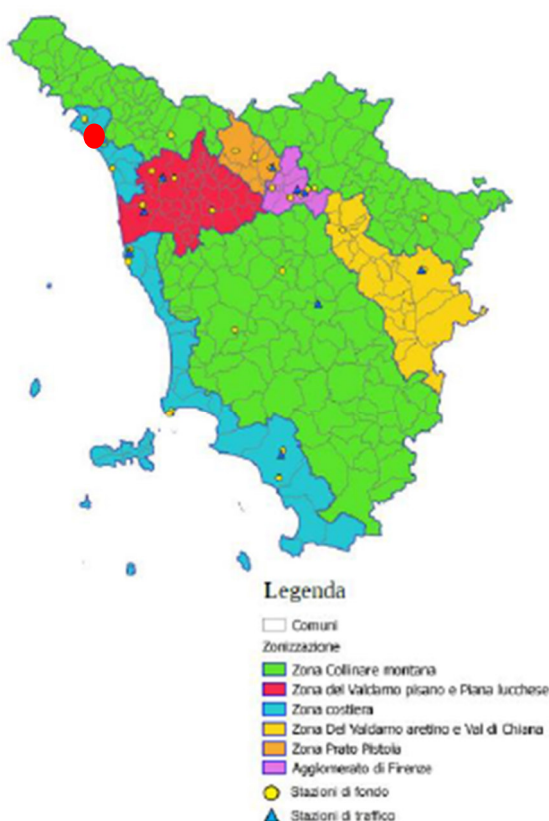 Legenda
Comuni
Zonizzazione
Zona Collinare montana
Zona del Valdarno pisano e Piana lucchese
Zona costiera
Zona Del Valdarno aretino e Val di Chiana
Zona Prato Pistoia
Agglomerato di Firenze
Stazioni di fondo
Stazioni di traffico